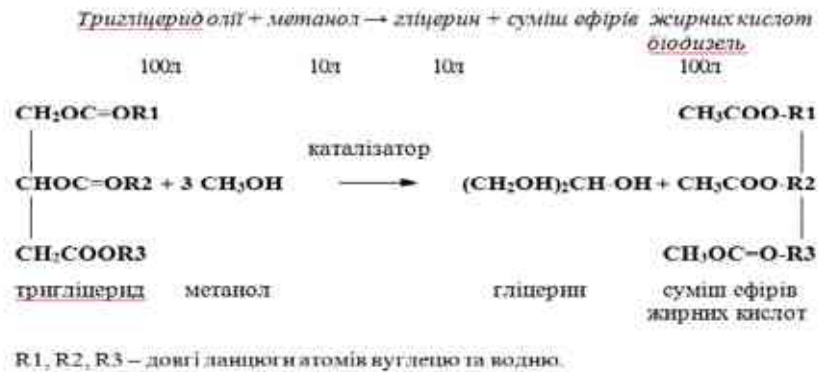 Тригліцерид олії + метанол → гліцерин + суміш ефірів жирних кислот
біодизель
100л 10л 10л 100л
CH₂OC=OR1 CH₃COO-R1
каталізатор
CHOC=OR2 + 3 CH₃OH → (CH₂OH)₂CH-OH + CH₃COO-R2
CH₂COOR3 CH₃OC=O-R3
тригліцерид метанол гліцерин суміш ефірів
жирних кислот
R1, R2, R3 – довгі ланцюги атомів вуглецю та водню.